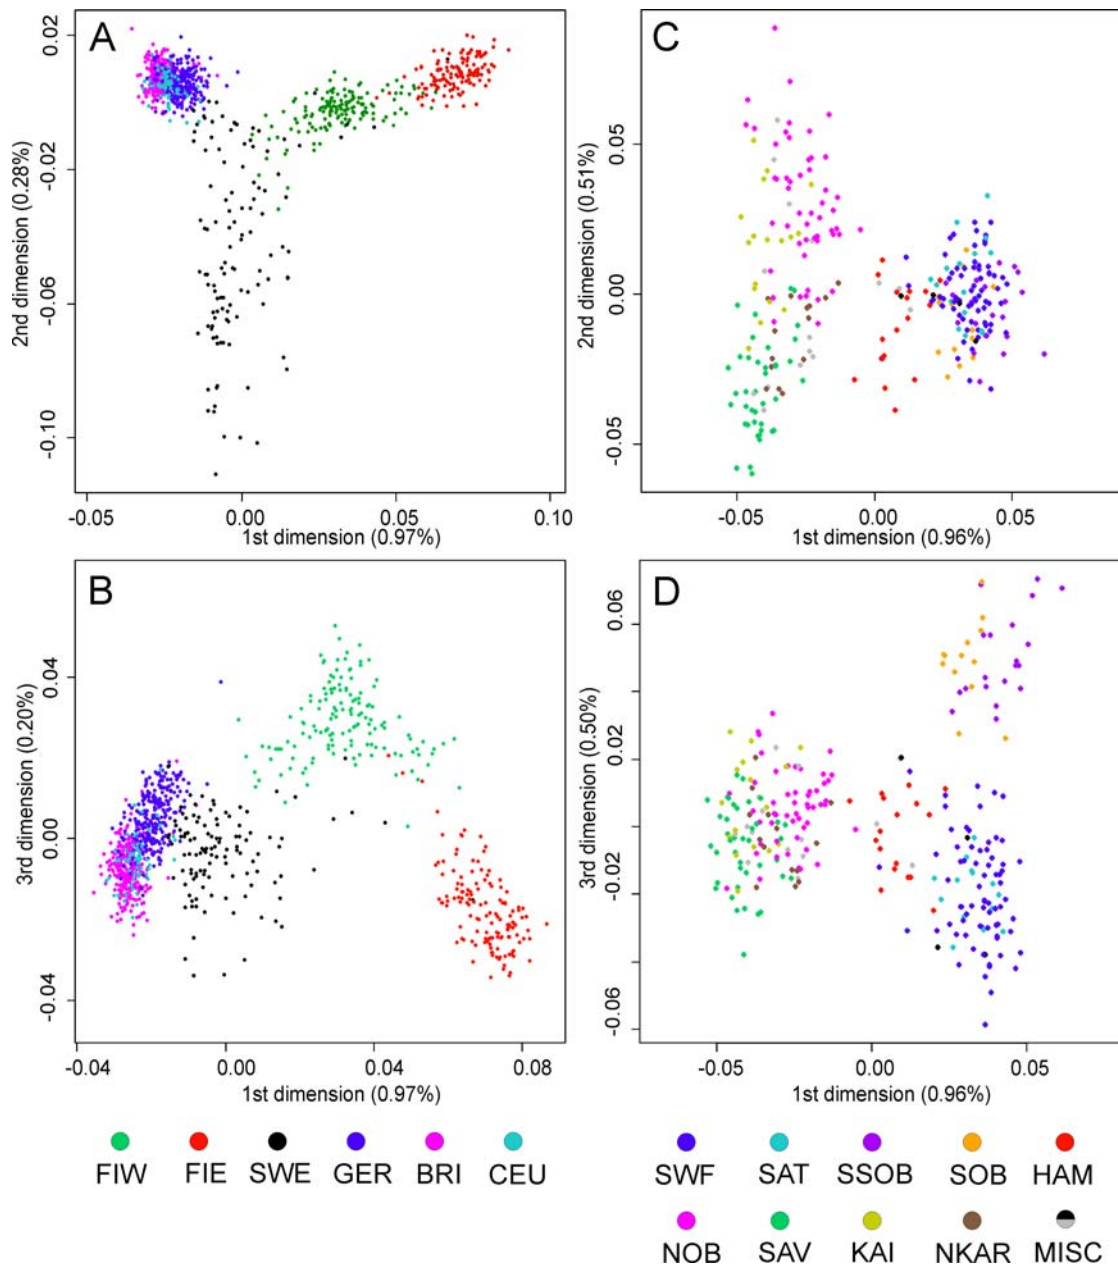 A
2nd dimension (0.28%)
0.02
-0.02
-0.06
-0.10
-0.05
0.00
0.05
0.10
1st dimension (0.97%)
C
2nd dimension (0.51%)
0.05
0.00
-0.05
-0.05
0.00
0.05
1st dimension (0.96%)
B
3rd dimension (0.20%)
0.04
0.00
-0.04
-0.04
0.00
0.04
0.08
1st dimension (0.97%)
D
3rd dimension (0.50%)
0.06
0.02
-0.02
-0.06
-0.05
0.00
0.05
1st dimension (0.96%)
FIW FIE SWE GER BRI CEU
SWF SAT SSOB SOB HAM
NOB SAV KAI NKAR MISC